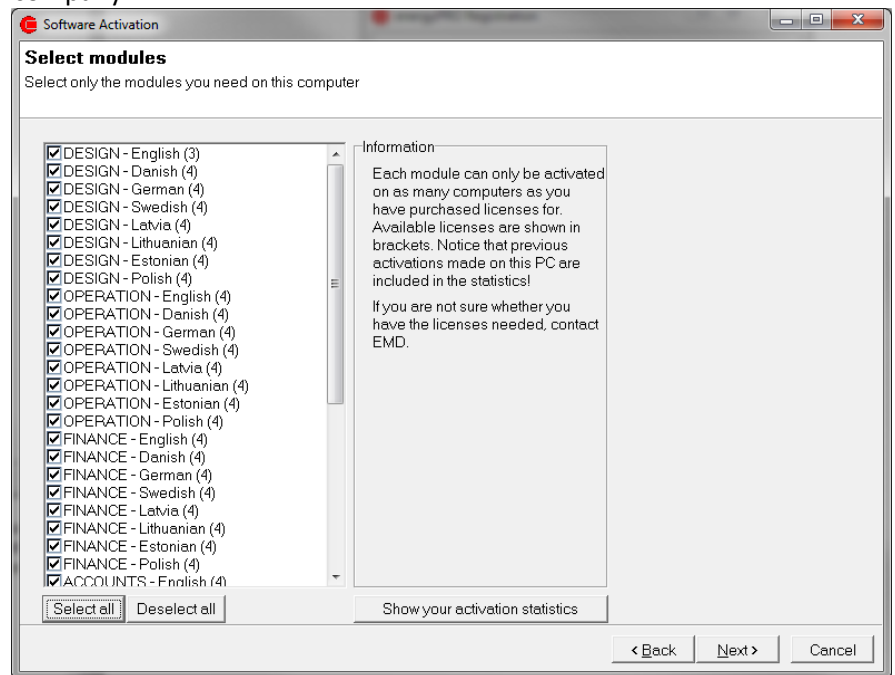 Software Activation
energyPRO Registration
Select modules
Select only the modules you need on this computer
DESIGN - English (3)
DESIGN - Danish (4)
DESIGN - German (4)
DESIGN - Swedish (4)
DESIGN - Latvia (4)
DESIGN - Lithuanian (4)
DESIGN - Estonian (4)
DESIGN - Polish (4)
OPERATION - English (4)
OPERATION - Danish (4)
OPERATION - German (4)
OPERATION - Swedish (4)
OPERATION - Latvia (4)
OPERATION - Lithuanian (4)
OPERATION - Estonian (4)
OPERATION - Polish (4)
FINANCE - English (4)
FINANCE - Danish (4)
FINANCE - German (4)
FINANCE - Swedish (4)
FINANCE - Latvia (4)
FINANCE - Lithuanian (4)
FINANCE - Estonian (4)
FINANCE - Polish (4)
ACCOUNTS - English (4)
Information
Each module can only be activated
on as many computers as you
have purchased licenses for.
Available licenses are shown in
brackets. Notice that previous
activations made on this PC are
included in the statistics!
If you are not sure whether you
have the licenses needed, contact
EMD.
Select all
Deselect all
Show your activation statistics
< Back
Next >
Cancel